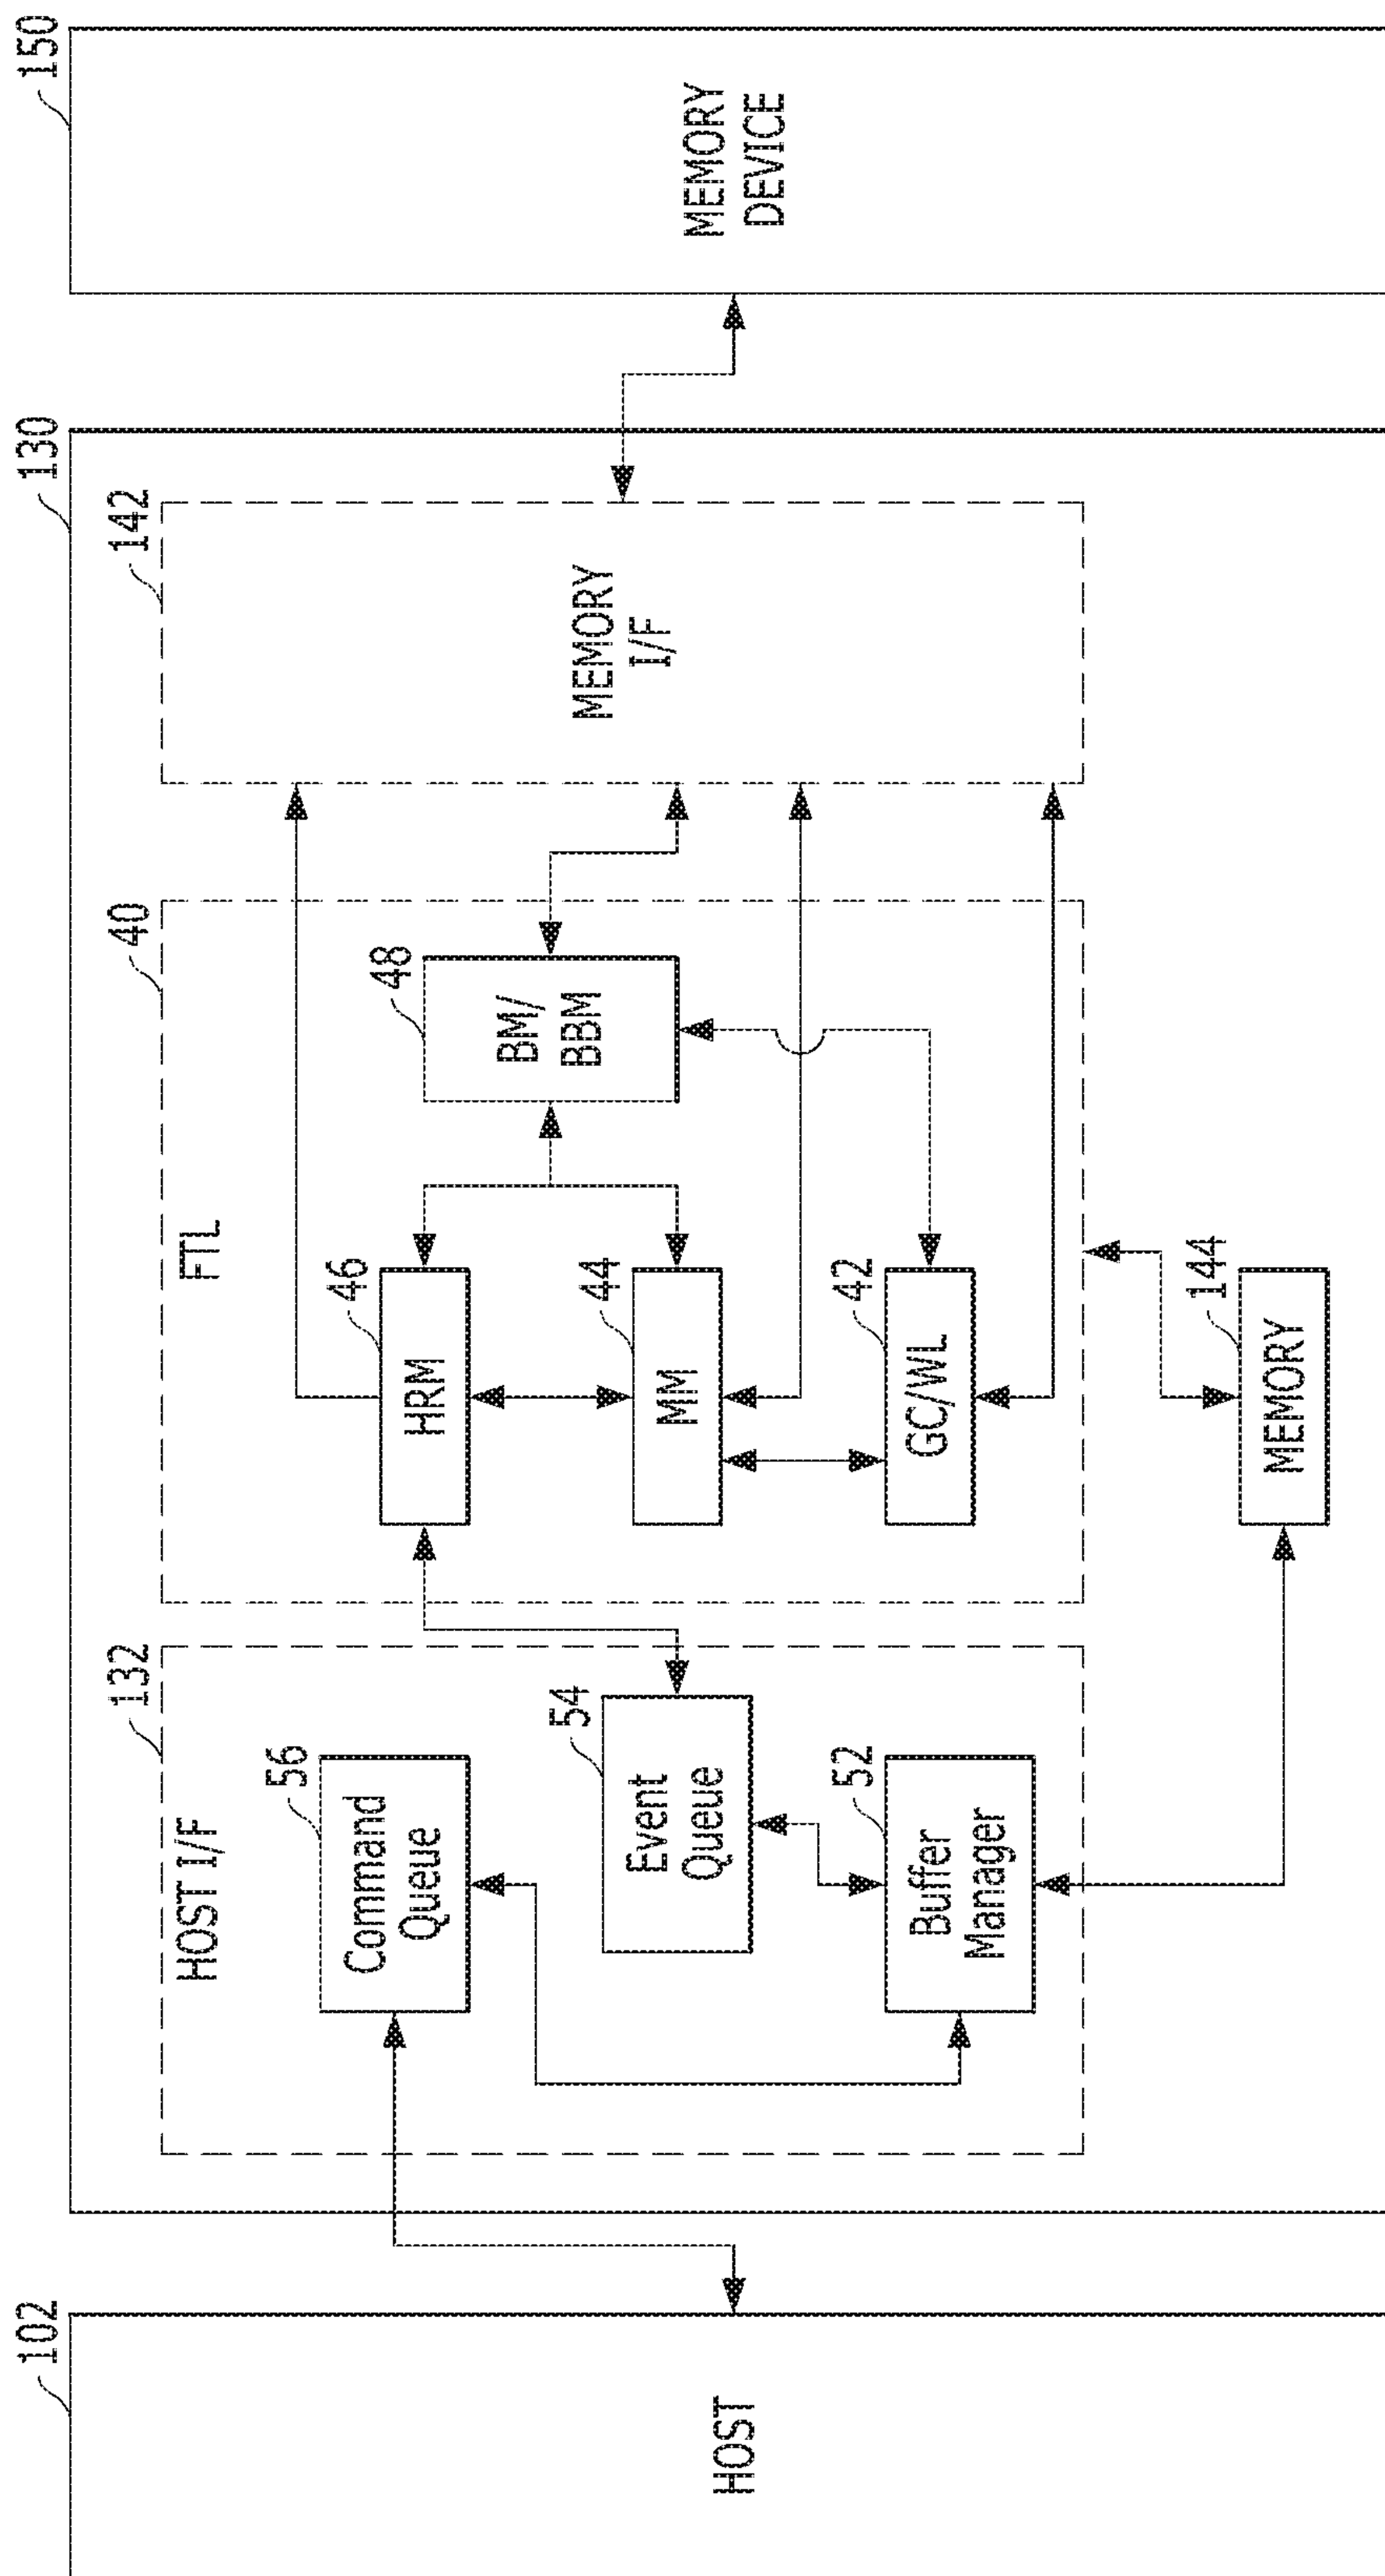 102
HOST
130
132
HOST I/F
56
Command
Queue
54
Event
Queue
52
Buffer
Manager
40
FTL
46
HRM
44
MM
42
GC/WL
48
BM/
BBM
144
MEMORY
142
MEMORY
I/F
150
MEMORY
DEVICE